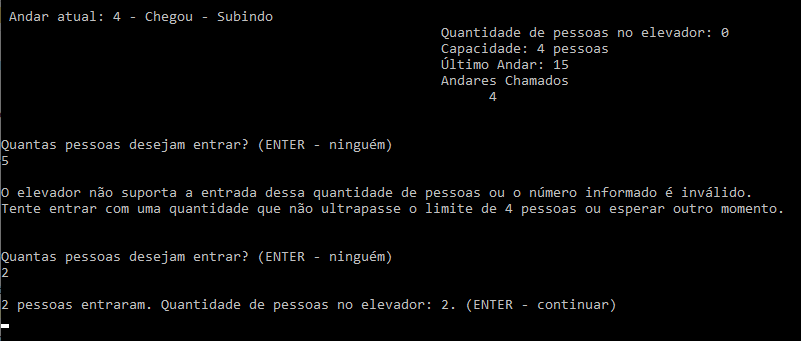 Andar atual: 4 - Chegou - Subindo
Quantidade de pessoas no elevador: 0
Capacidade: 4 pessoas
Último Andar: 15
Andares Chamados
4
Quantas pessoas desejam entrar? (ENTER - ninguém)
5
O elevador não suporta a entrada dessa quantidade de pessoas ou o número informado é inválido.
Tente entrar com uma quantidade que não ultrapasse o limite de 4 pessoas ou esperar outro momento.
Quantas pessoas desejam entrar? (ENTER - ninguém)
2
2 pessoas entraram. Quantidade de pessoas no elevador: 2. (ENTER - continuar)